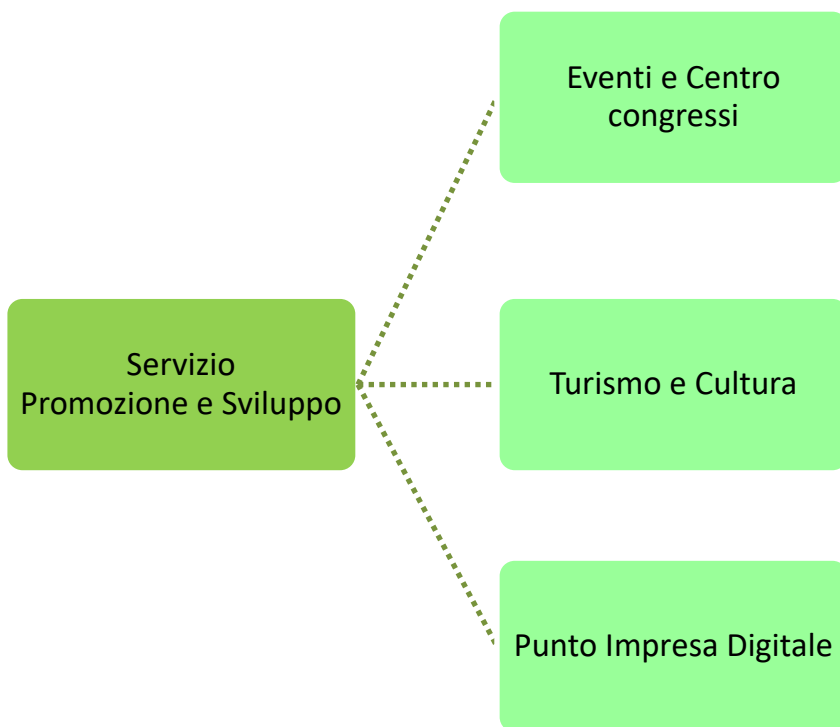 Eventi e Centro
congressi
Servizio
Promozione e Sviluppo
Turismo e Cultura
Punto Impresa Digitale